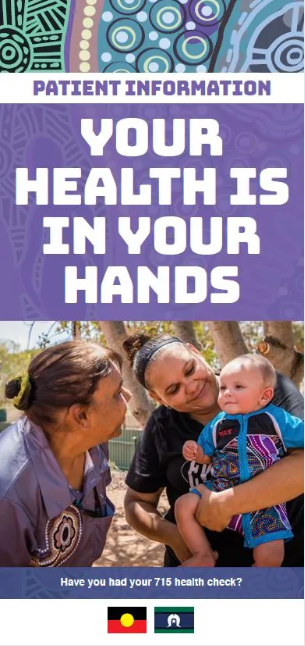 PATIENT INFORMATION
YOUR
HEALTH IS
IN YOUR
HANDS
Have you had your 715 health check?